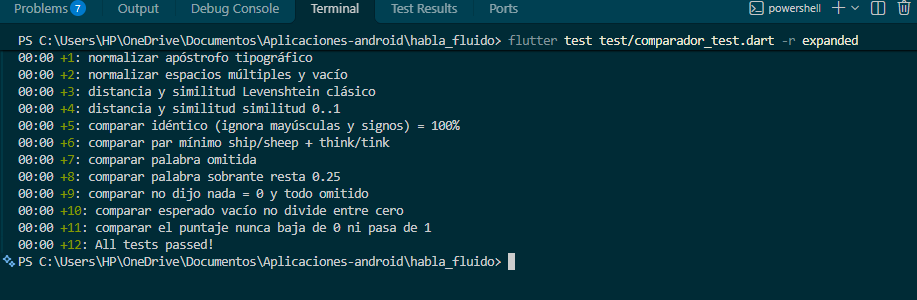 Problems 7 Output Debug Console Terminal Test Results Ports powershell
PS C:\Users\HP\OneDrive\Documentos\Aplicaciones-android\habla_fluido> flutter test test/comparador_test.dart -r expanded
00:00 +1: normalizar apóstrofo tipográfico
00:00 +2: normalizar espacios múltiples y vacío
00:00 +3: distancia y similitud Levenshtein clásico
00:00 +4: distancia y similitud similitud 0..1
00:00 +5: comparar idéntico (ignora mayúsculas y signos) = 100%
00:00 +6: comparar par mínimo ship/sheep + think/tink
00:00 +7: comparar palabra omitida
00:00 +8: comparar palabra sobrante resta 0.25
00:00 +9: comparar no dijo nada = 0 y todo omitido
00:00 +10: comparar esperado vacío no divide entre cero
00:00 +11: comparar el puntaje nunca baja de 0 ni pasa de 1
00:00 +12: All tests passed!
PS C:\Users\HP\OneDrive\Documentos\Aplicaciones-android\habla_fluido>